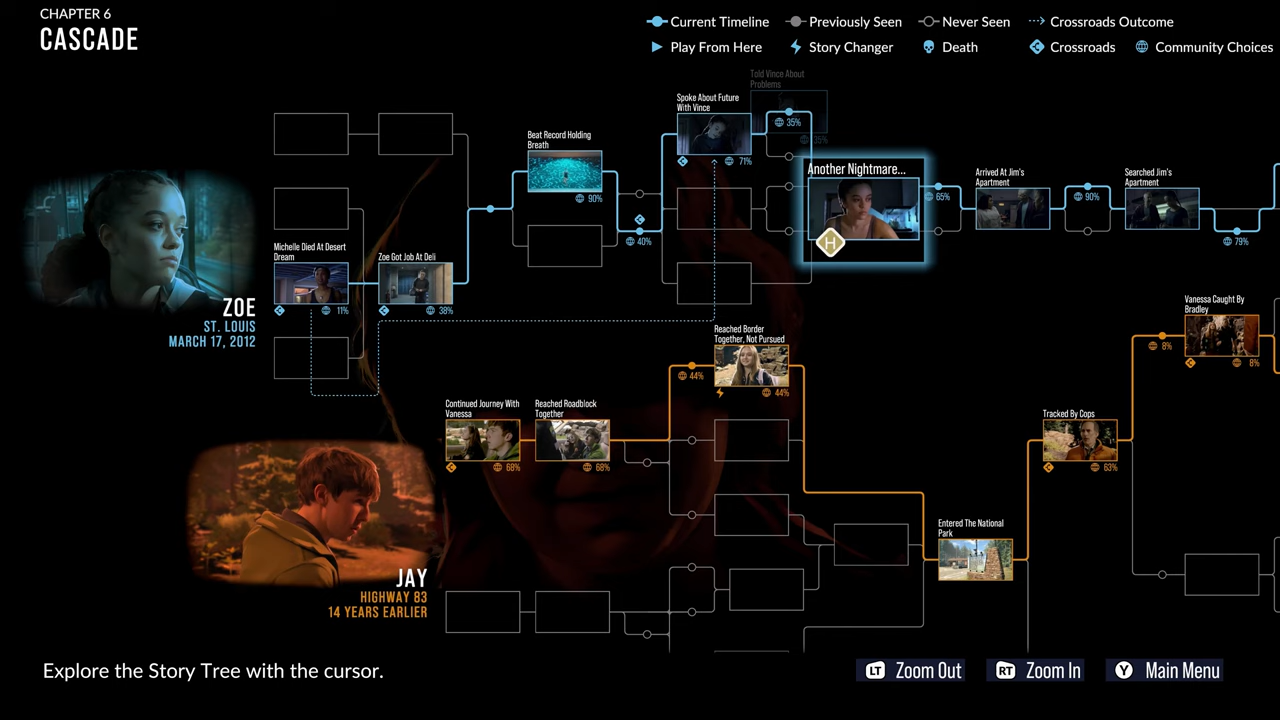 CHAPTER 6
CASCADE
Current Timeline
Previously Seen
Never Seen
Crossroads Outcome
Play From Here
Story Changer
Death
Crossroads
Community Choices
Told Vince About
Problems
35%
35%
Spoke About Future
With Vince
71%
Beat Record Holding
Breath
90%
40%
Another Nightmare...
H
65%
Arrived At Jim's
Apartment
90%
Searched Jim's
Apartment
79%
Michelle Died At Desert
Dream
11%
Zoe Got Job At Deli
38%
ZOE
ST. LOUIS
MARCH 17, 2012
Reached Border
Together, Not Pursued
44%
44%
Vanessa Caught By
Bradley
8%
8%
Continued Journey With
Vanessa
68%
Reached Roadblock
Together
68%
Tracked By Cops
63%
Entered The National
Park
JAY
HIGHWAY 83
14 YEARS EARLIER
Explore the Story Tree with the cursor.
LT Zoom Out
RT Zoom In
Y Main Menu